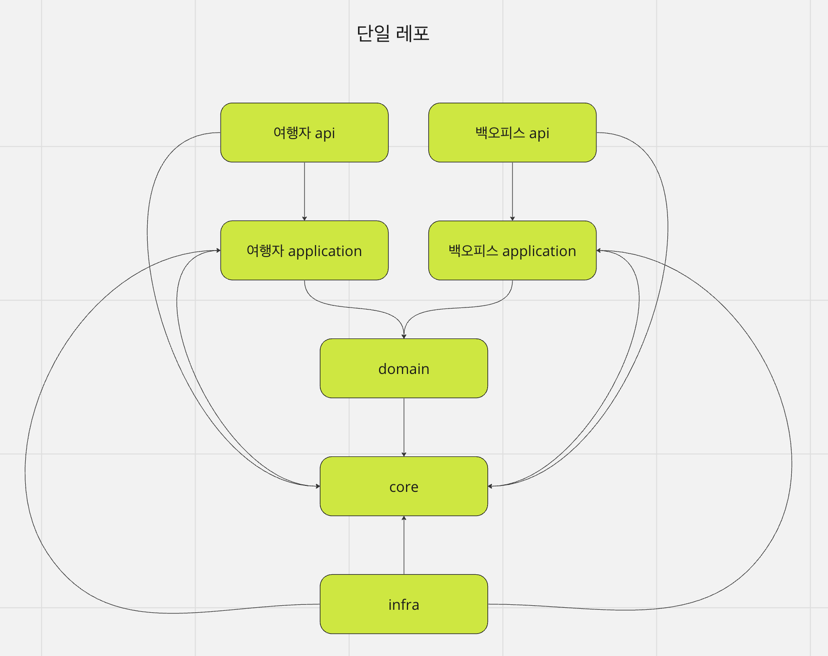 단일 레포
여행자 api
백오피스 api
여행자 application
백오피스 application
domain
core
infra